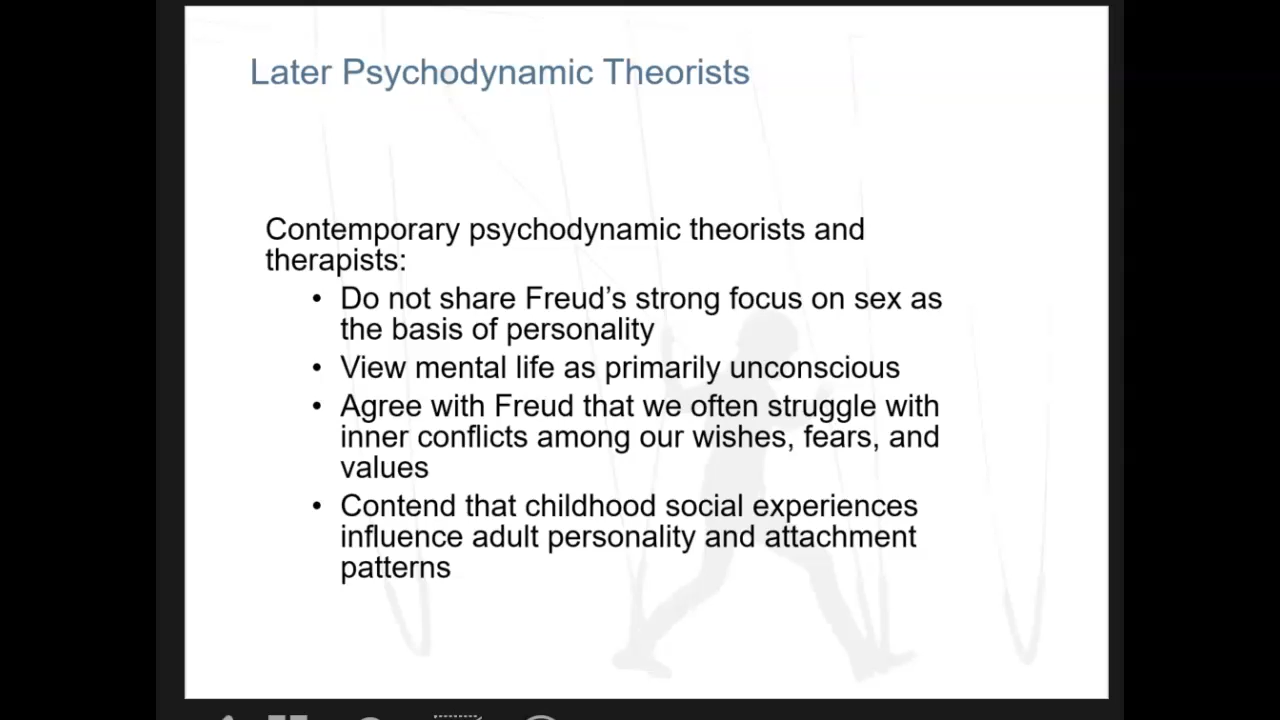 Later Psychodynamic Theorists
Contemporary psychodynamic theorists and
therapists:
• Do not share Freud’s strong focus on sex as
the basis of personality
• View mental life as primarily unconscious
• Agree with Freud that we often struggle with
inner conflicts among our wishes, fears, and
values
• Contend that childhood social experiences
influence adult personality and attachment
patterns